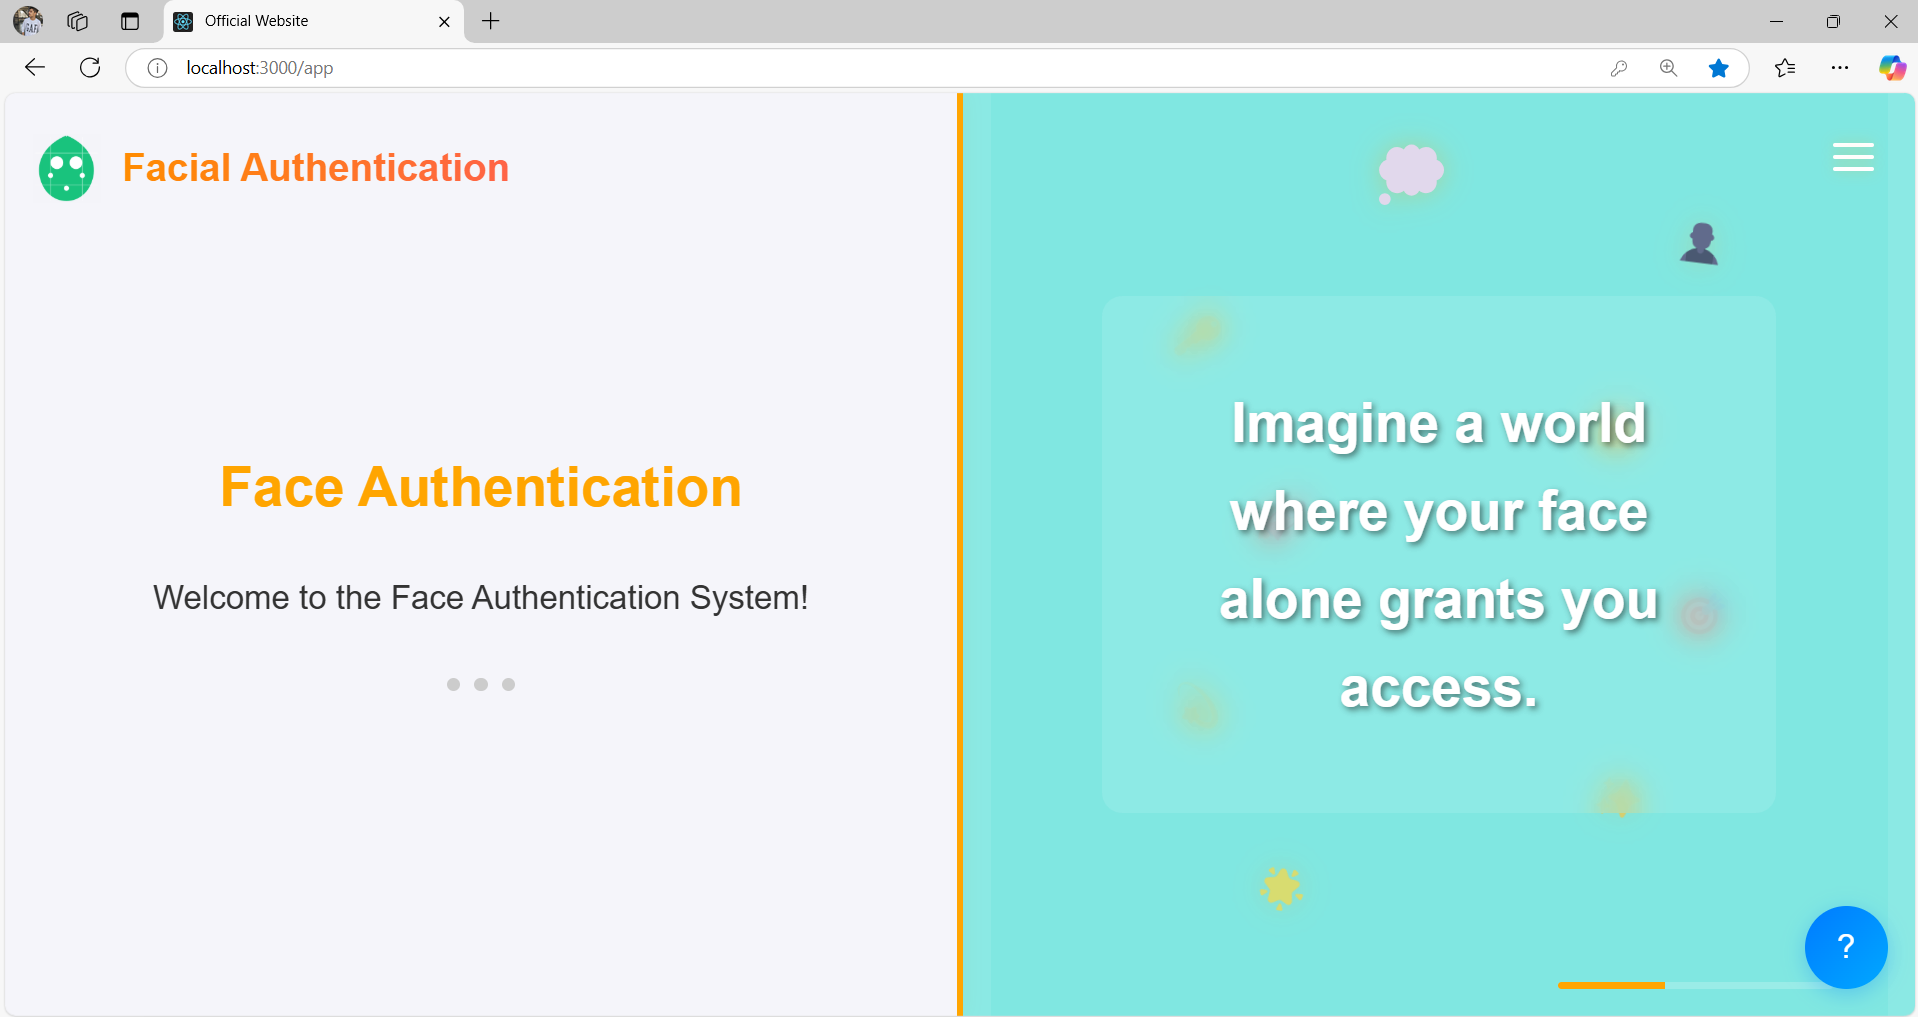 Official Website
localhost:3000/app
Facial Authentication
Face Authentication
Welcome to the Face Authentication System!
Imagine a world
where your face
alone grants you
access.
?